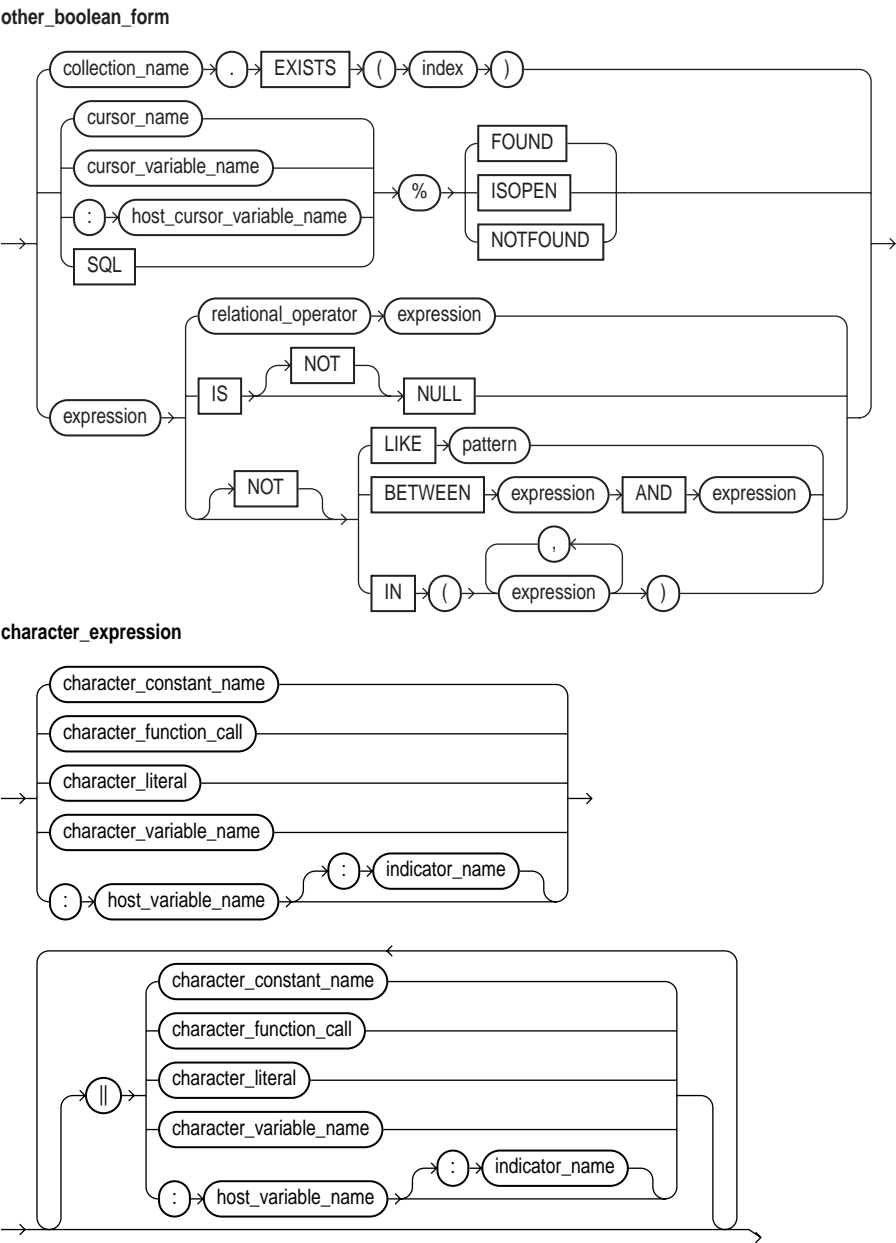 other_boolean_form
collection_name . EXISTS ( index )
cursor_name
FOUND
cursor_variable_name
% ISOPEN
: host_cursor_variable_name
NOTFOUND
SQL
relational_operator expression
NOT
IS NULL
expression
LIKE pattern
NOT BETWEEN expression AND expression
,
IN ( expression )
character_expression
character_constant_name
character_function_call
character_literal
character_variable_name
: indicator_name
: host_variable_name
character_constant_name
character_function_call
character_literal
||
character_variable_name
: indicator_name
: host_variable_name